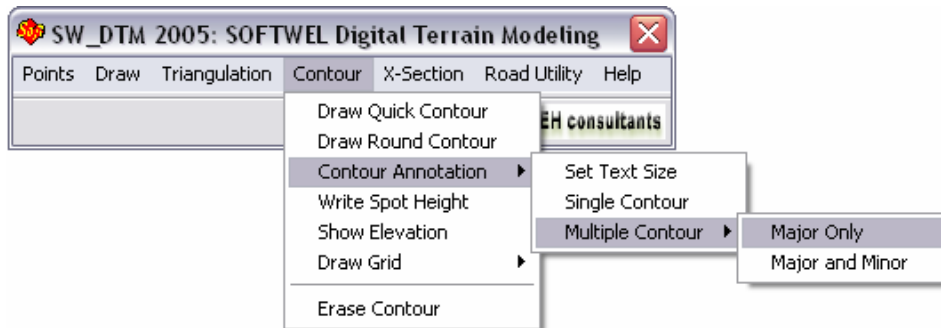 SW_DTM 2005: SOFTWEL Digital Terrain Modeling
Points Draw Triangulation Contour X-Section Road Utility Help
EH consultants
Draw Quick Contour
Draw Round Contour
Contour Annotation
Write Spot Height
Show Elevation
Draw Grid
Erase Contour
Set Text Size
Single Contour
Multiple Contour
Major Only
Major and Minor